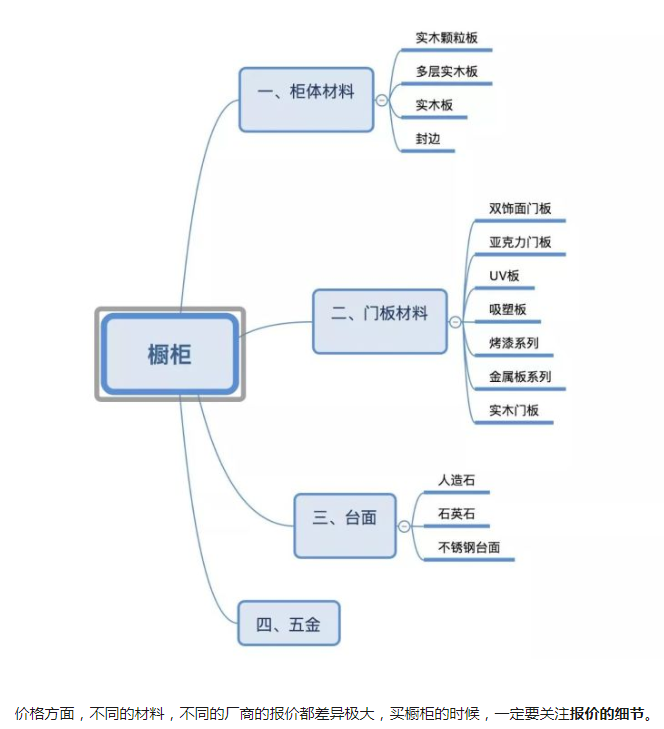 橱柜
一、柜体材料
实木颗粒板
多层实木板
实木板
封边
二、门板材料
双饰面门板
亚克力门板
UV板
吸塑板
烤漆系列
金属板系列
实木门板
三、台面
人造石
石英石
不锈钢台面
四、五金
价格方面，不同的材料，不同的厂商的报价都差异极大，买橱柜的时候，一定要关注报价的细节。